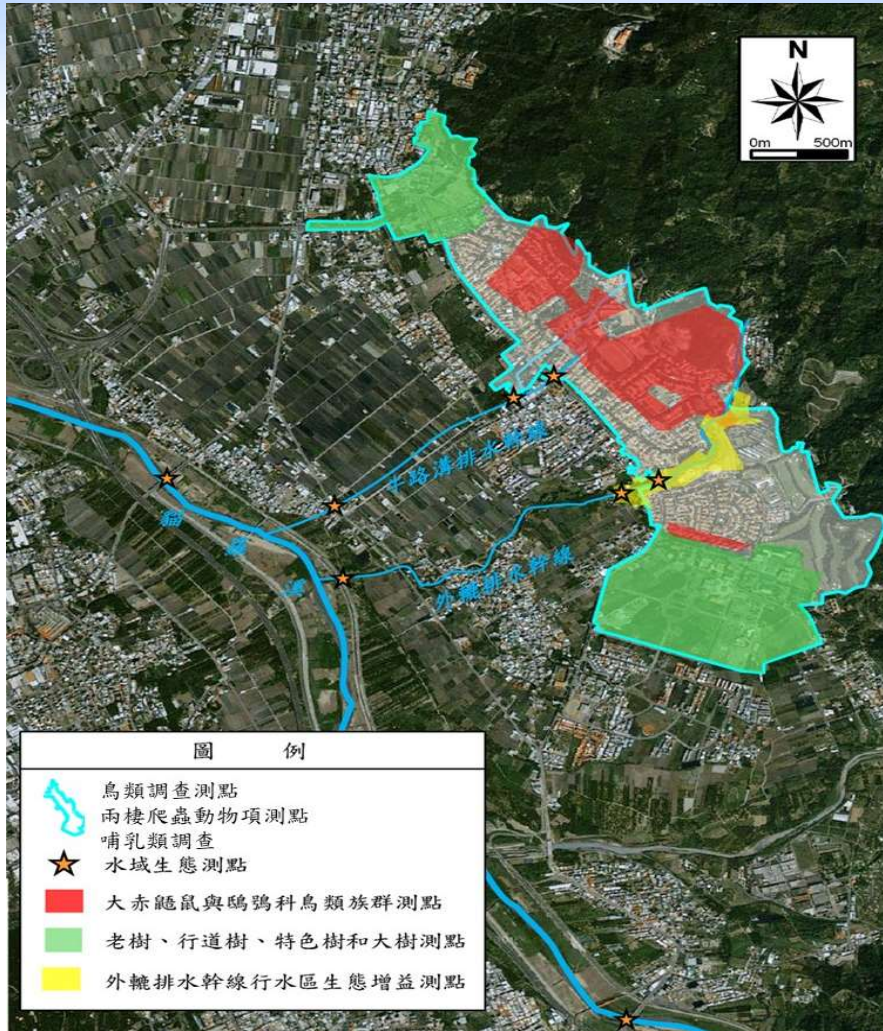 N
0m 500m
牛路溝排水幹線
貓
羅
溪
外轆排水幹線
圖 例
鳥類調查測點
兩棲爬蟲動物項測點
哺乳類調查
水域生態測點
大赤鼯鼠與鴟鴞科鳥類族群測點
老樹、行道樹、特色樹和大樹測點
外轆排水幹線行水區生態增益測點